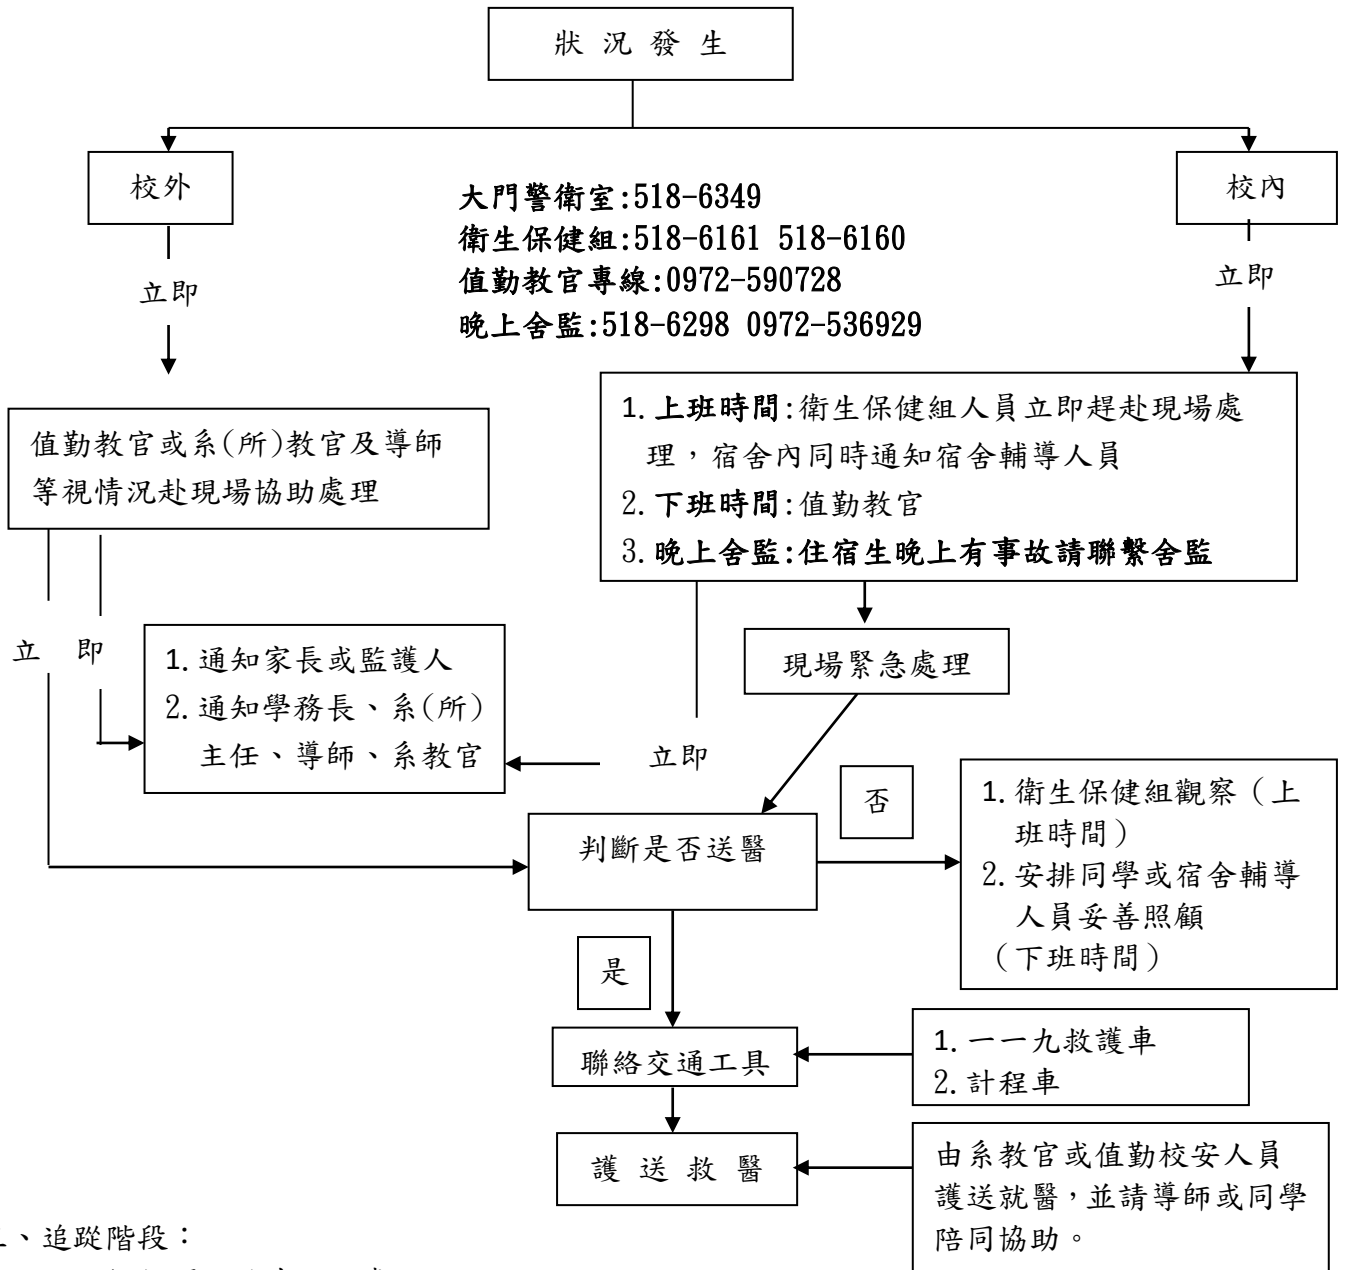 狀 況 發 生
校外
校內
大門警衛室:518-6349
衛生保健組:518-6161 518-6160
值勤教官專線:0972-590728
晚上舍監:518-6298 0972-536929
立即
立即
值勤教官或系(所)教官及導師
等視情況赴現場協助處理
1. 上班時間:衛生保健組人員立即趕赴現場處
理，宿舍內同時通知宿舍輔導人員
2. 下班時間:值勤教官
3. 晚上舍監:住宿生晚上有事故請聯繫舍監
立 即
1. 通知家長或監護人
2. 通知學務長、系(所)
主任、導師、系教官
現場緊急處理
立即
判斷是否送醫
否
1. 衛生保健組觀察（上
班時間）
2. 安排同學或宿舍輔導
人員妥善照顧
（下班時間）
是
聯絡交通工具
1. 一一九救護車
2. 計程車
護 送 救 醫
由系教官或值勤校安人員
護送就醫，並請導師或同學
陪同協助。
、追蹤階段：